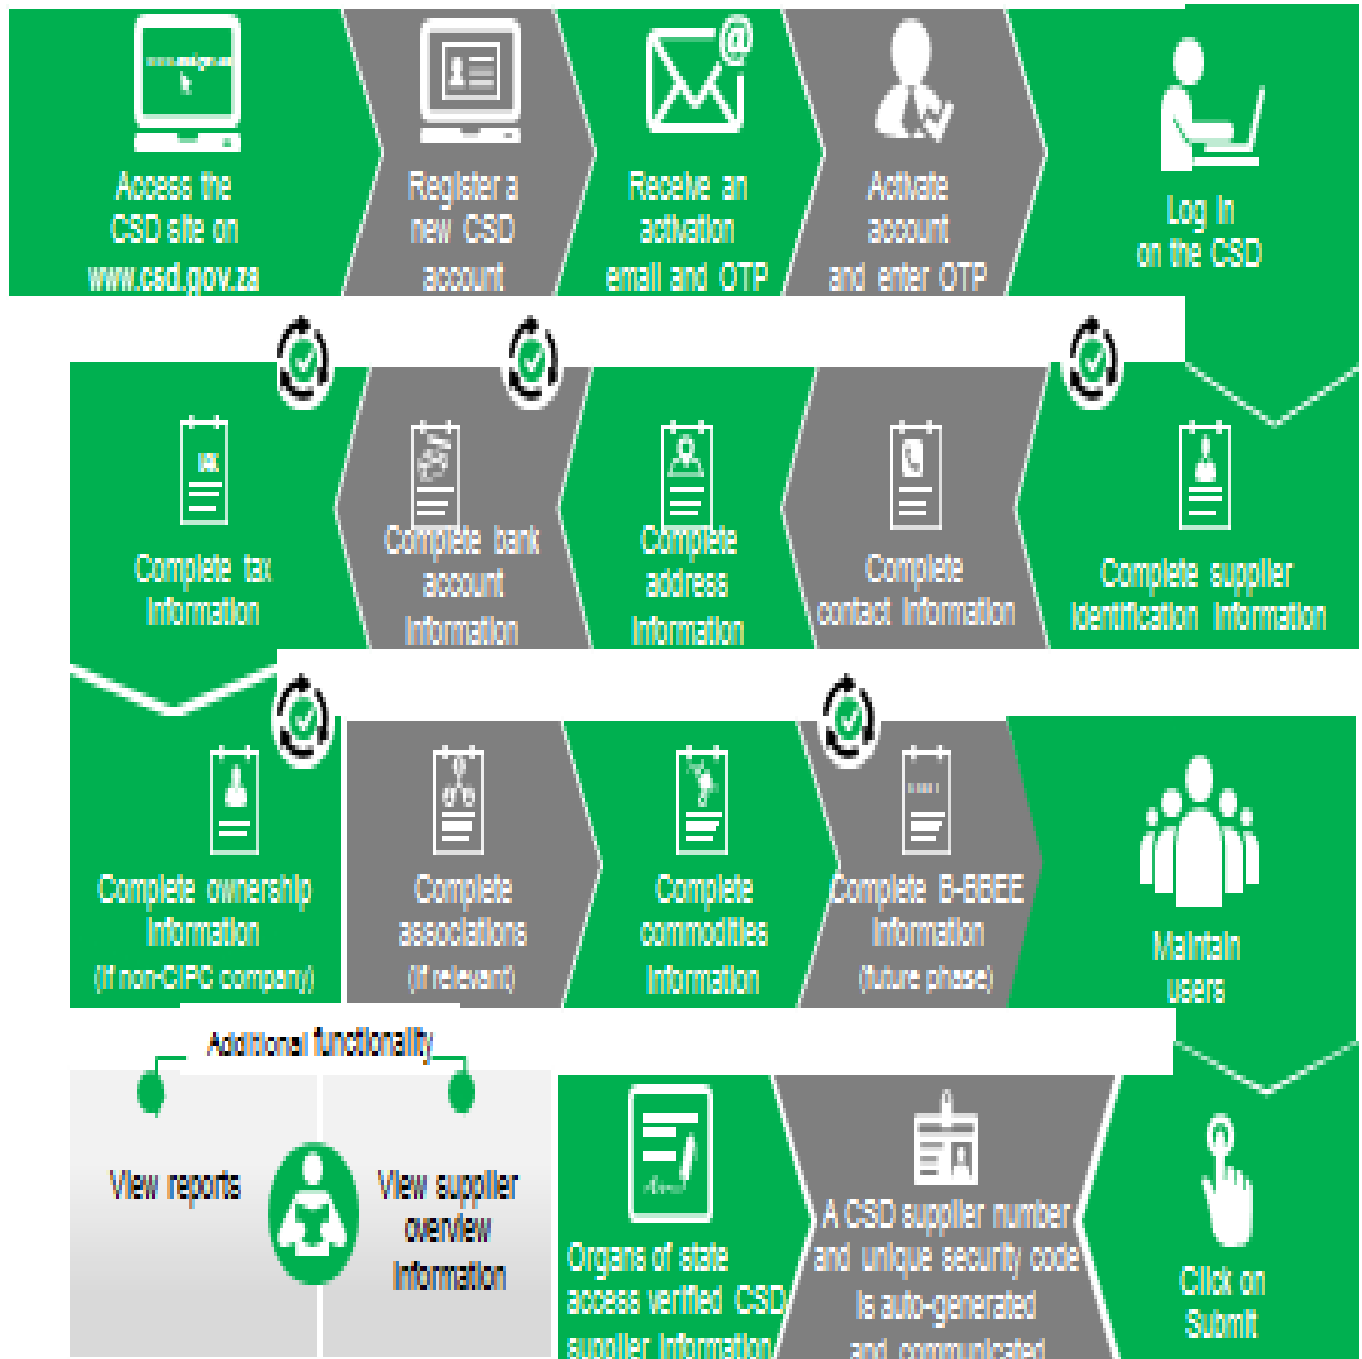 Access the
CSD site on
www.csd.gov.za
Register a
new CSD
account
Receive an
activation
email and OTP
Activate
account
and enter OTP
Log in
on the CSD
Complete tax
information
Complete bank
account
information
Complete
address
information
Complete
contact information
Complete supplier
identification information
Complete ownership
information
(if non-CIPC company)
Complete
associations
(if relevant)
Complete
commodities
information
Complete B-BBEE
information
(future phase)
Maintain
users
Additional functionality
View reports
View supplier
overview
information
Organs of state
access verified CSD
supplier information
A CSD supplier number
and unique security code
is auto-generated
and communicated
Click on
Submit